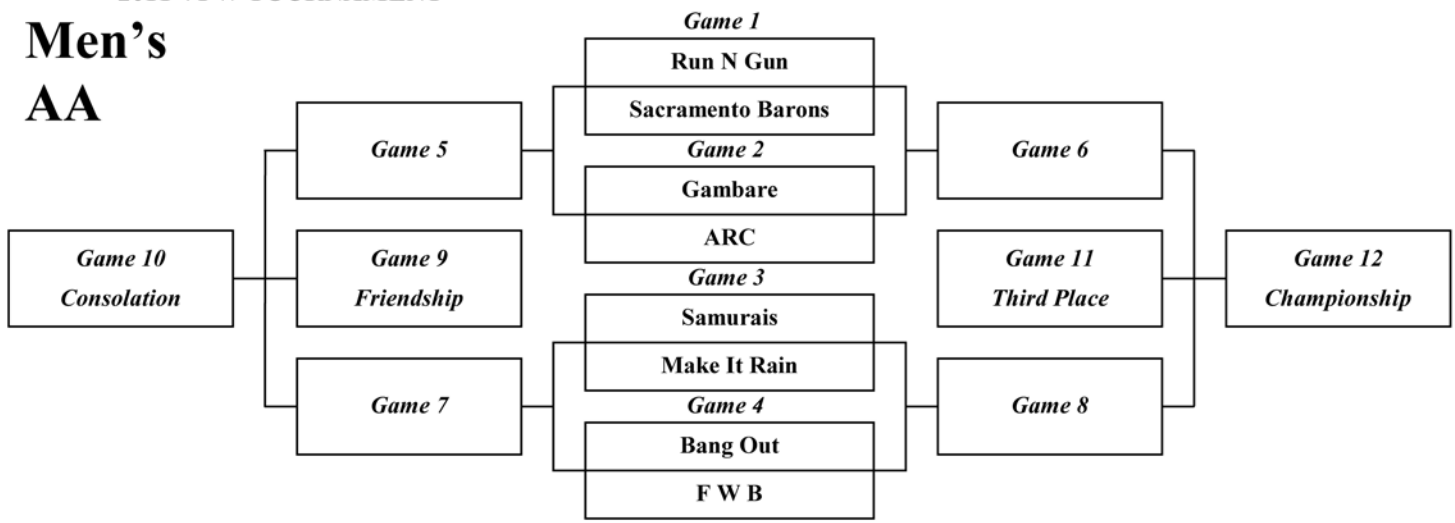 Men's
AA
Game 1
Run N Gun
Sacramento Barons
Game 5
Game 2
Game 6
Gambare
ARC
Game 10
Consolation
Game 9
Friendship
Game 3
Game 11
Third Place
Game 12
Championship
Samurais
Make It Rain
Game 7
Game 4
Game 8
Bang Out
F W B